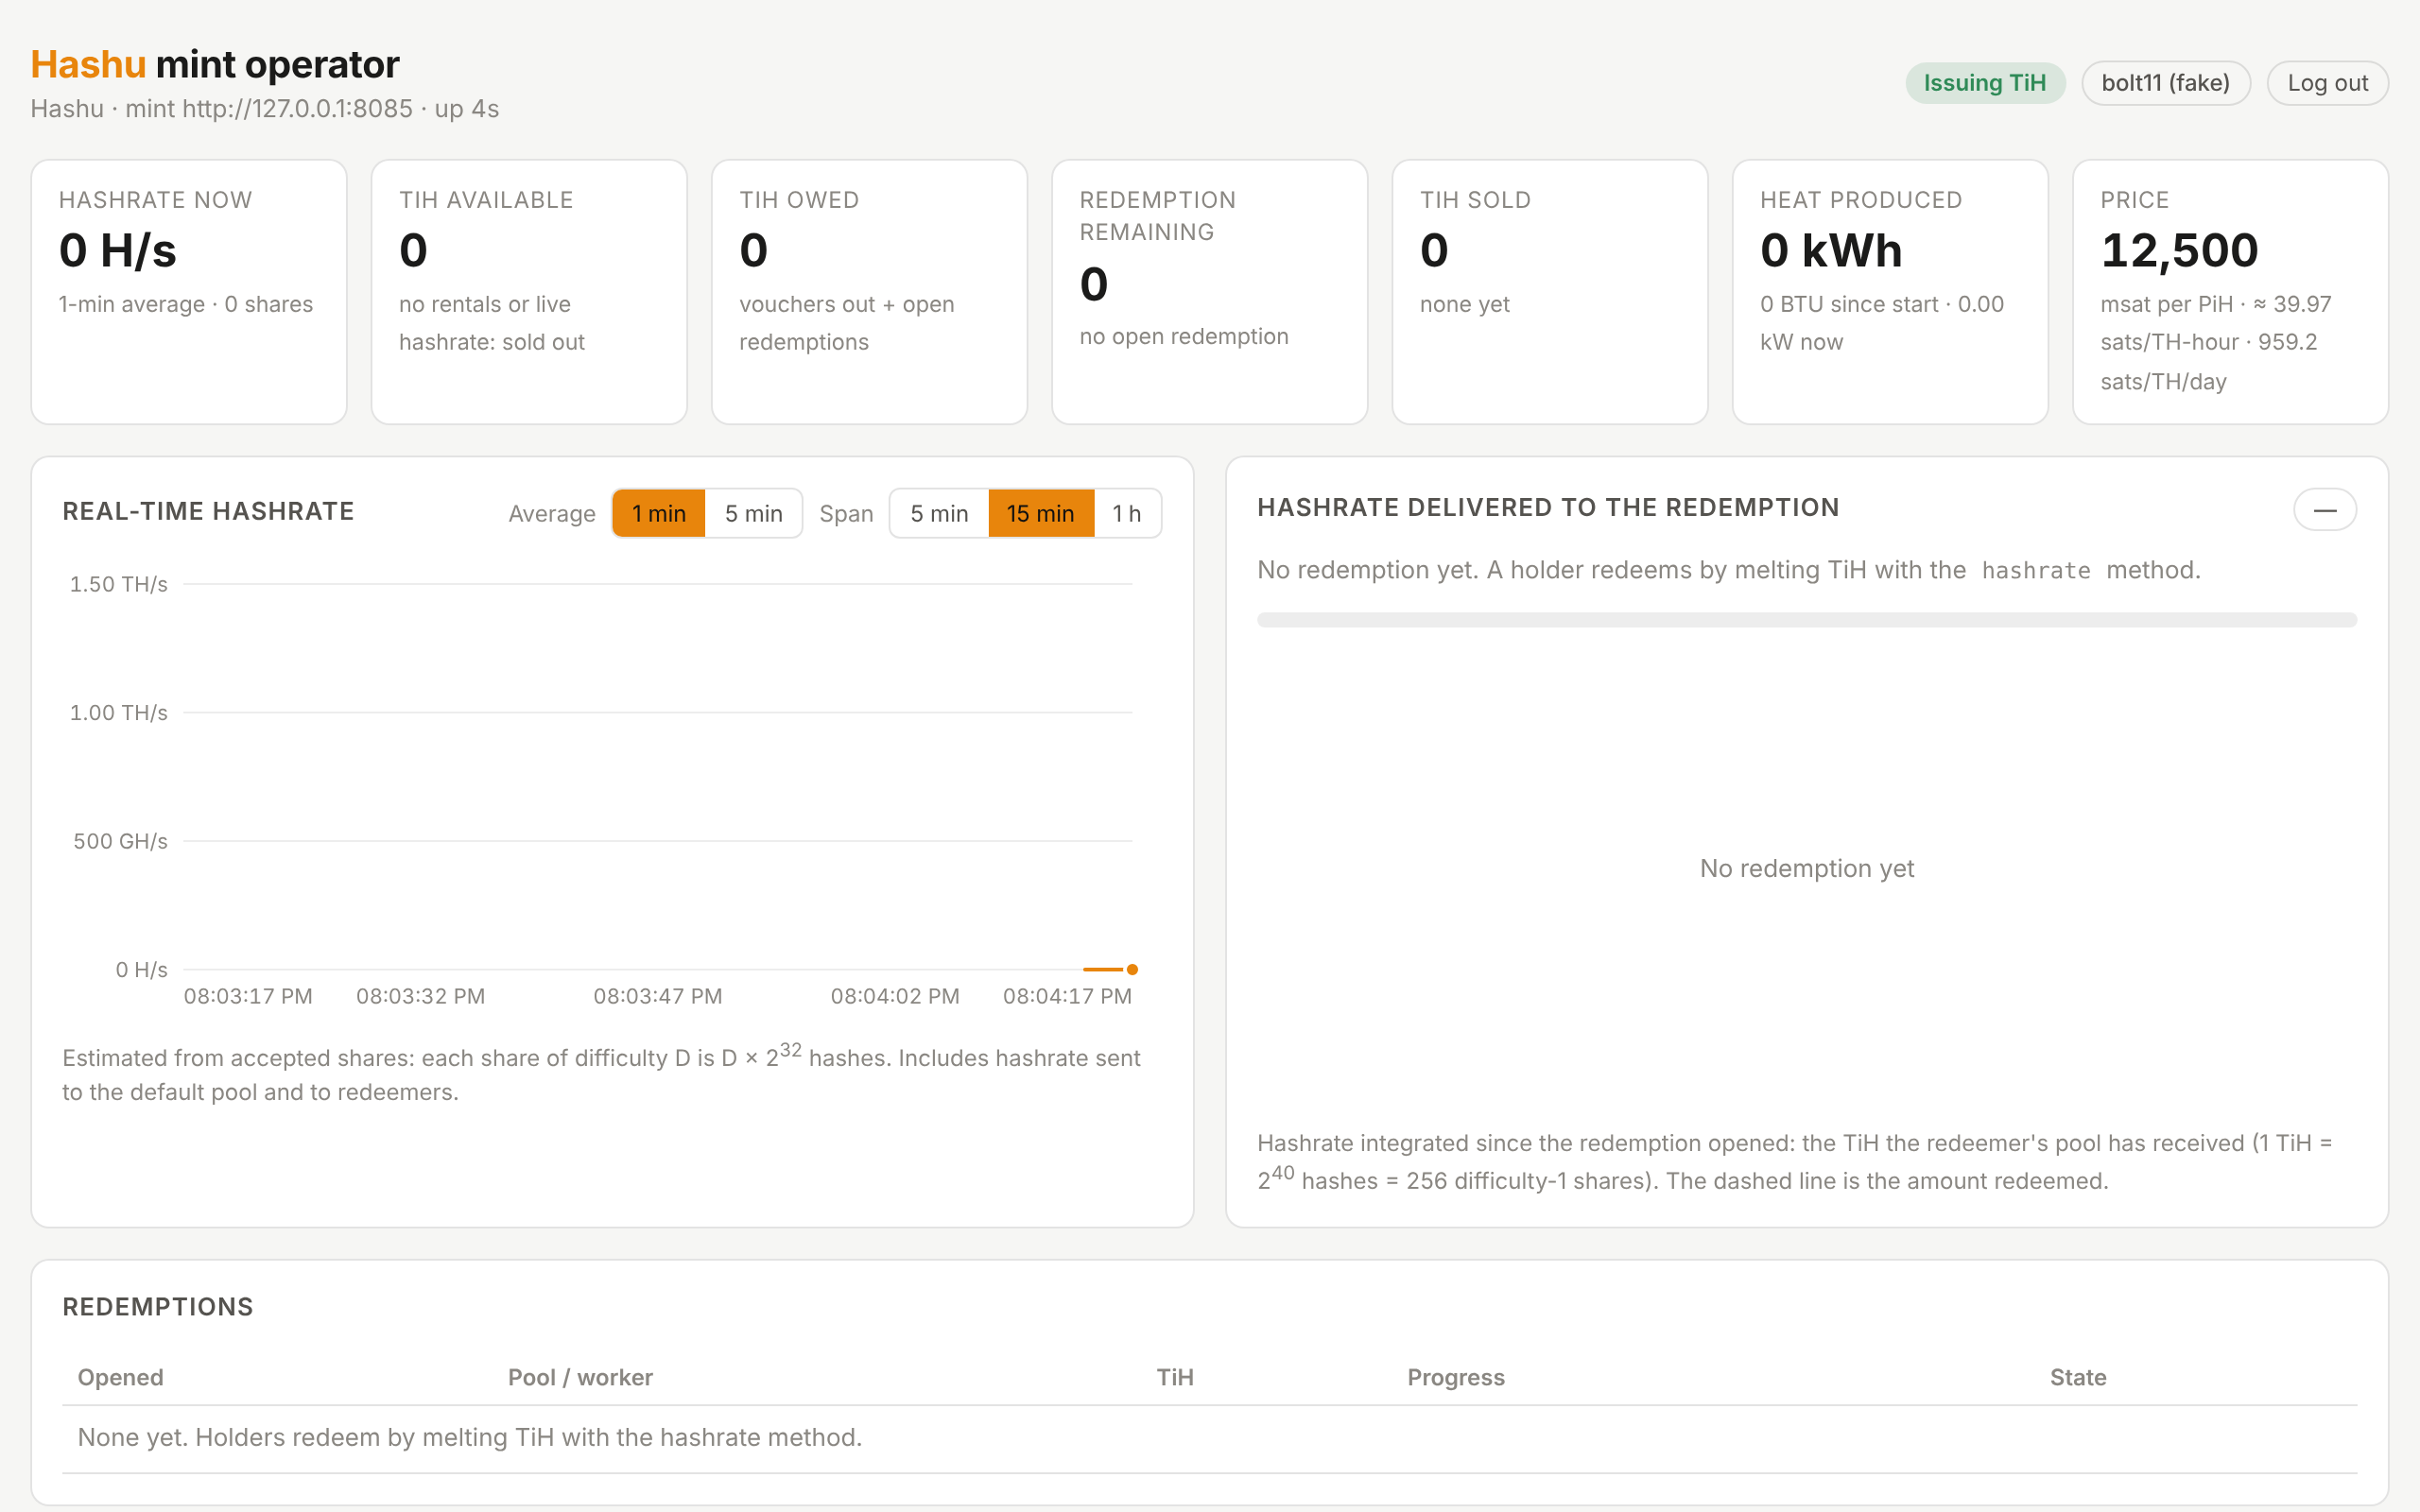 Hashu mint operator
Hashu · mint http://127.0.0.1:8085 · up 4s
Issuing TiH
bolt11 (fake)
Log out
HASHRATE NOW
0 H/s
1-min average · 0 shares
TIH AVAILABLE
0
no rentals or live
hashrate: sold out
TIH OWED
0
vouchers out + open
redemptions
REDEMPTION
REMAINING
0
no open redemption
TIH SOLD
0
none yet
HEAT PRODUCED
0 kWh
0 BTU since start · 0.00
kW now
PRICE
12,500
msat per PiH · ≈ 39.97
sats/TH-hour · 959.2
sats/TH/day
REAL-TIME HASHRATE
Average 1 min 5 min Span 5 min 15 min 1 h
1.50 TH/s
1.00 TH/s
500 GH/s
0 H/s
08:03:17 PM 08:03:32 PM 08:03:47 PM 08:04:02 PM 08:04:17 PM
Estimated from accepted shares: each share of difficulty D is D × 2^32 hashes. Includes hashrate sent
to the default pool and to redeemers.
HASHRATE DELIVERED TO THE REDEMPTION
—
No redemption yet. A holder redeems by melting TiH with the hashrate method.
No redemption yet
Hashrate integrated since the redemption opened: the TiH the redeemer's pool has received (1 TiH =
2^40 hashes = 256 difficulty-1 shares). The dashed line is the amount redeemed.
REDEMPTIONS
Opened Pool / worker TiH Progress State
None yet. Holders redeem by melting TiH with the hashrate method.